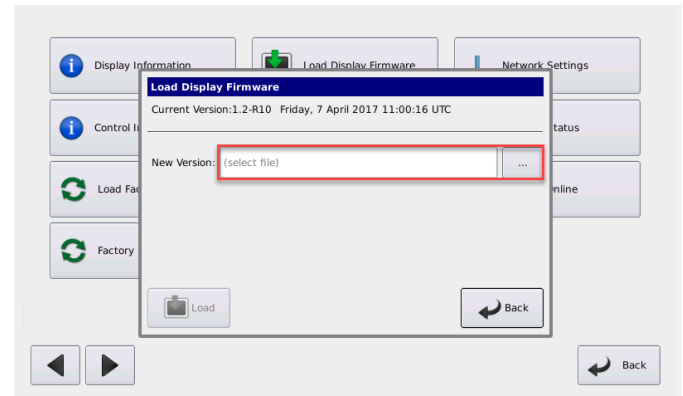 Display Information
Load Display Firmware
Network Settings
Load Display Firmware
Current Version:1.2-R10 Friday, 7 April 2017 11:00:16 UTC
Control I
tatus
New Version:
(select file)
...
Load Fac
nline
Factory
Load
Back
Back